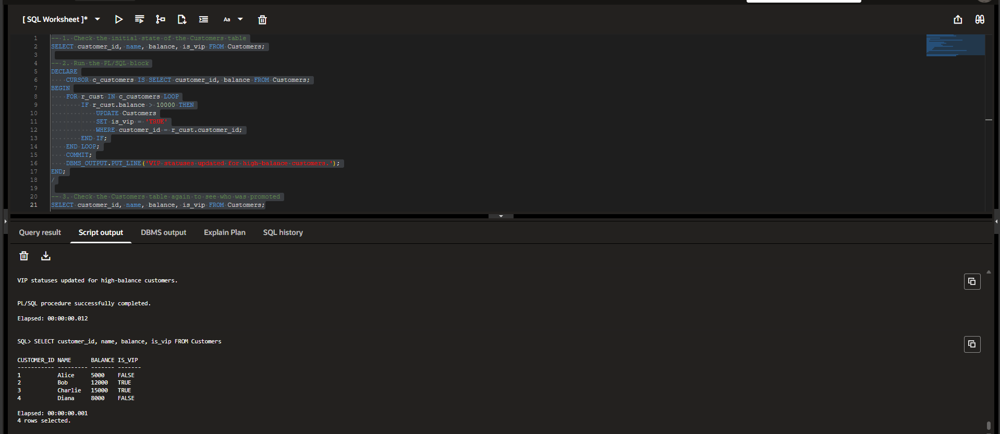 [ SQL Worksheet ]*
Aa
1 -- 1. Check the initial state of the Customers table
2 SELECT customer_id, name, balance, is_vip FROM Customers;
3
4 -- 2. Run the PL/SQL block
5 DECLARE
6 CURSOR c_customers IS SELECT customer_id, balance FROM Customers;
7 BEGIN
8 FOR r_cust IN c_customers LOOP
9 IF r_cust.balance > 10000 THEN
10 UPDATE Customers
11 SET is_vip = 'TRUE'
12 WHERE customer_id = r_cust.customer_id;
13 END IF;
14 END LOOP;
15 COMMIT;
16 DBMS_OUTPUT.PUT_LINE('VIP statuses updated for high-balance customers.');
17 END;
18 /
19
20 -- 3. Check the Customers table again to see who was promoted
21 SELECT customer_id, name, balance, is_vip FROM Customers;
Query result Script output DBMS output Explain Plan SQL history
VIP statuses updated for high-balance customers.
PL/SQL procedure successfully completed.
Elapsed: 00:00:00.012
SQL> SELECT customer_id, name, balance, is_vip FROM Customers
CUSTOMER_ID NAME BALANCE IS_VIP
----------- --------- ------- -------
1 Alice 5000 FALSE
2 Bob 12000 TRUE
3 Charlie 15000 TRUE
4 Diana 8000 FALSE
Elapsed: 00:00:00.001
4 rows selected.